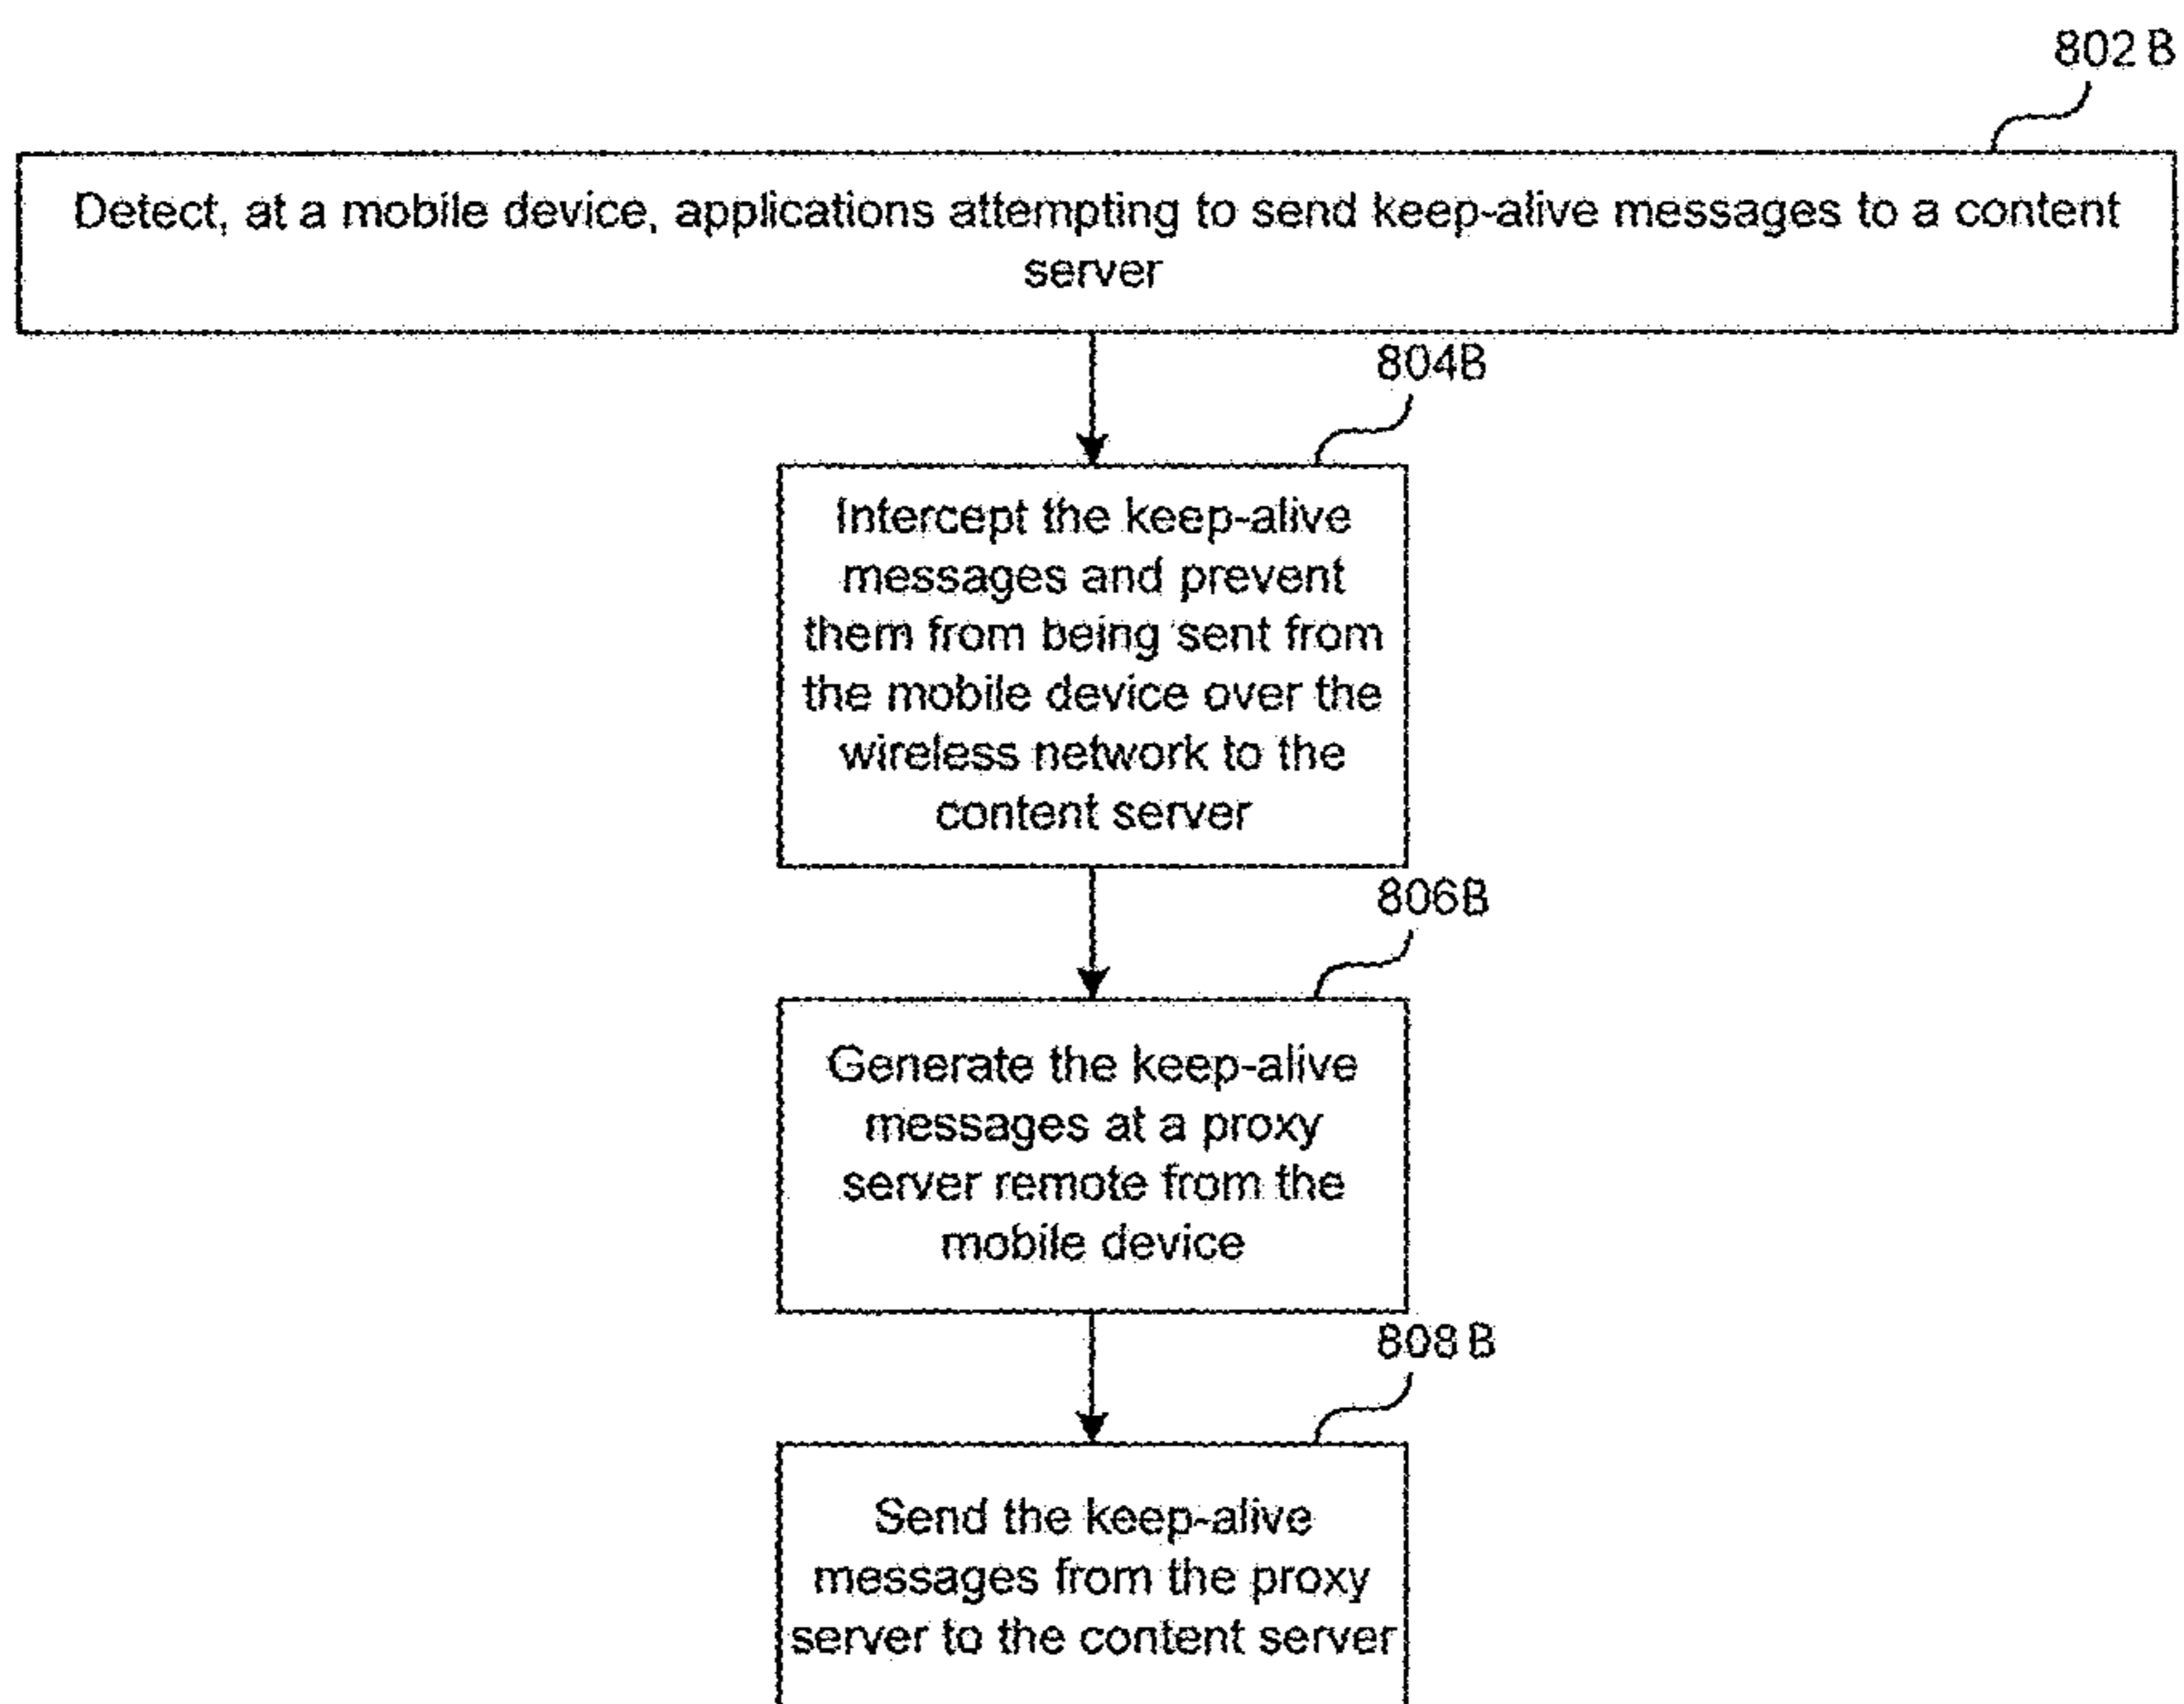 802 B
Detect, at a mobile device, applications attempting to send keep-alive messages to a content
server
804B
Intercept the keep-alive
messages and prevent
them from being sent from
the mobile device over the
wireless network to the
content server
806B
Generate the keep-alive
messages at a proxy
server remote from the
mobile device
808 B
Send the keep-alive
messages from the proxy
server to the content server